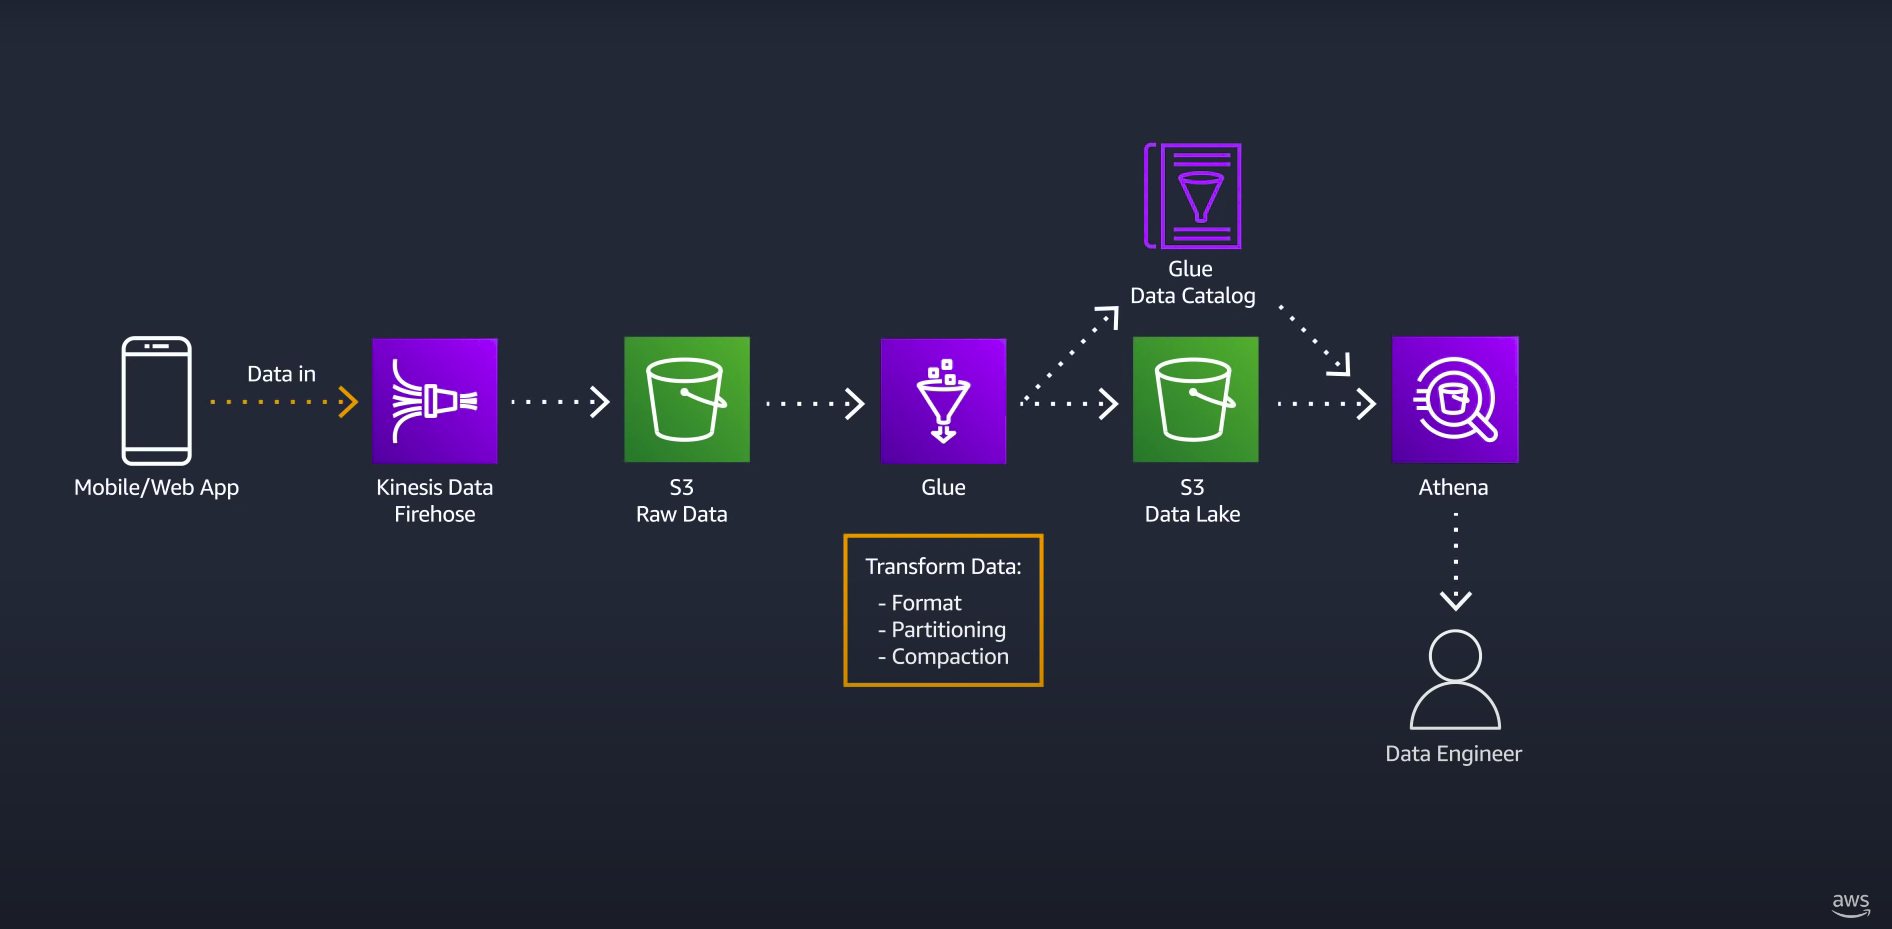 Glue
Data Catalog
Data in
Mobile/Web App
Kinesis Data
Firehose
S3
Raw Data
Glue
S3
Data Lake
Athena
Transform Data:
- Format
- Partitioning
- Compaction
Data Engineer
aws